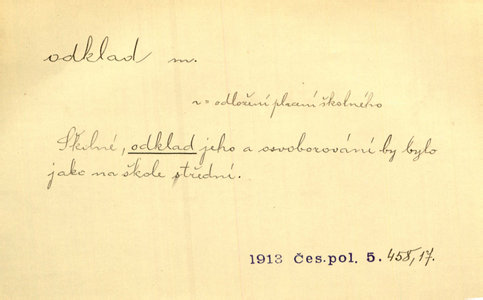 odklad m.
v = odložení placení školného
Školné, odklad jeho a osvoborování by bylo
jako na škole střední.
1913 Čes. pol. 5. 458, 17.